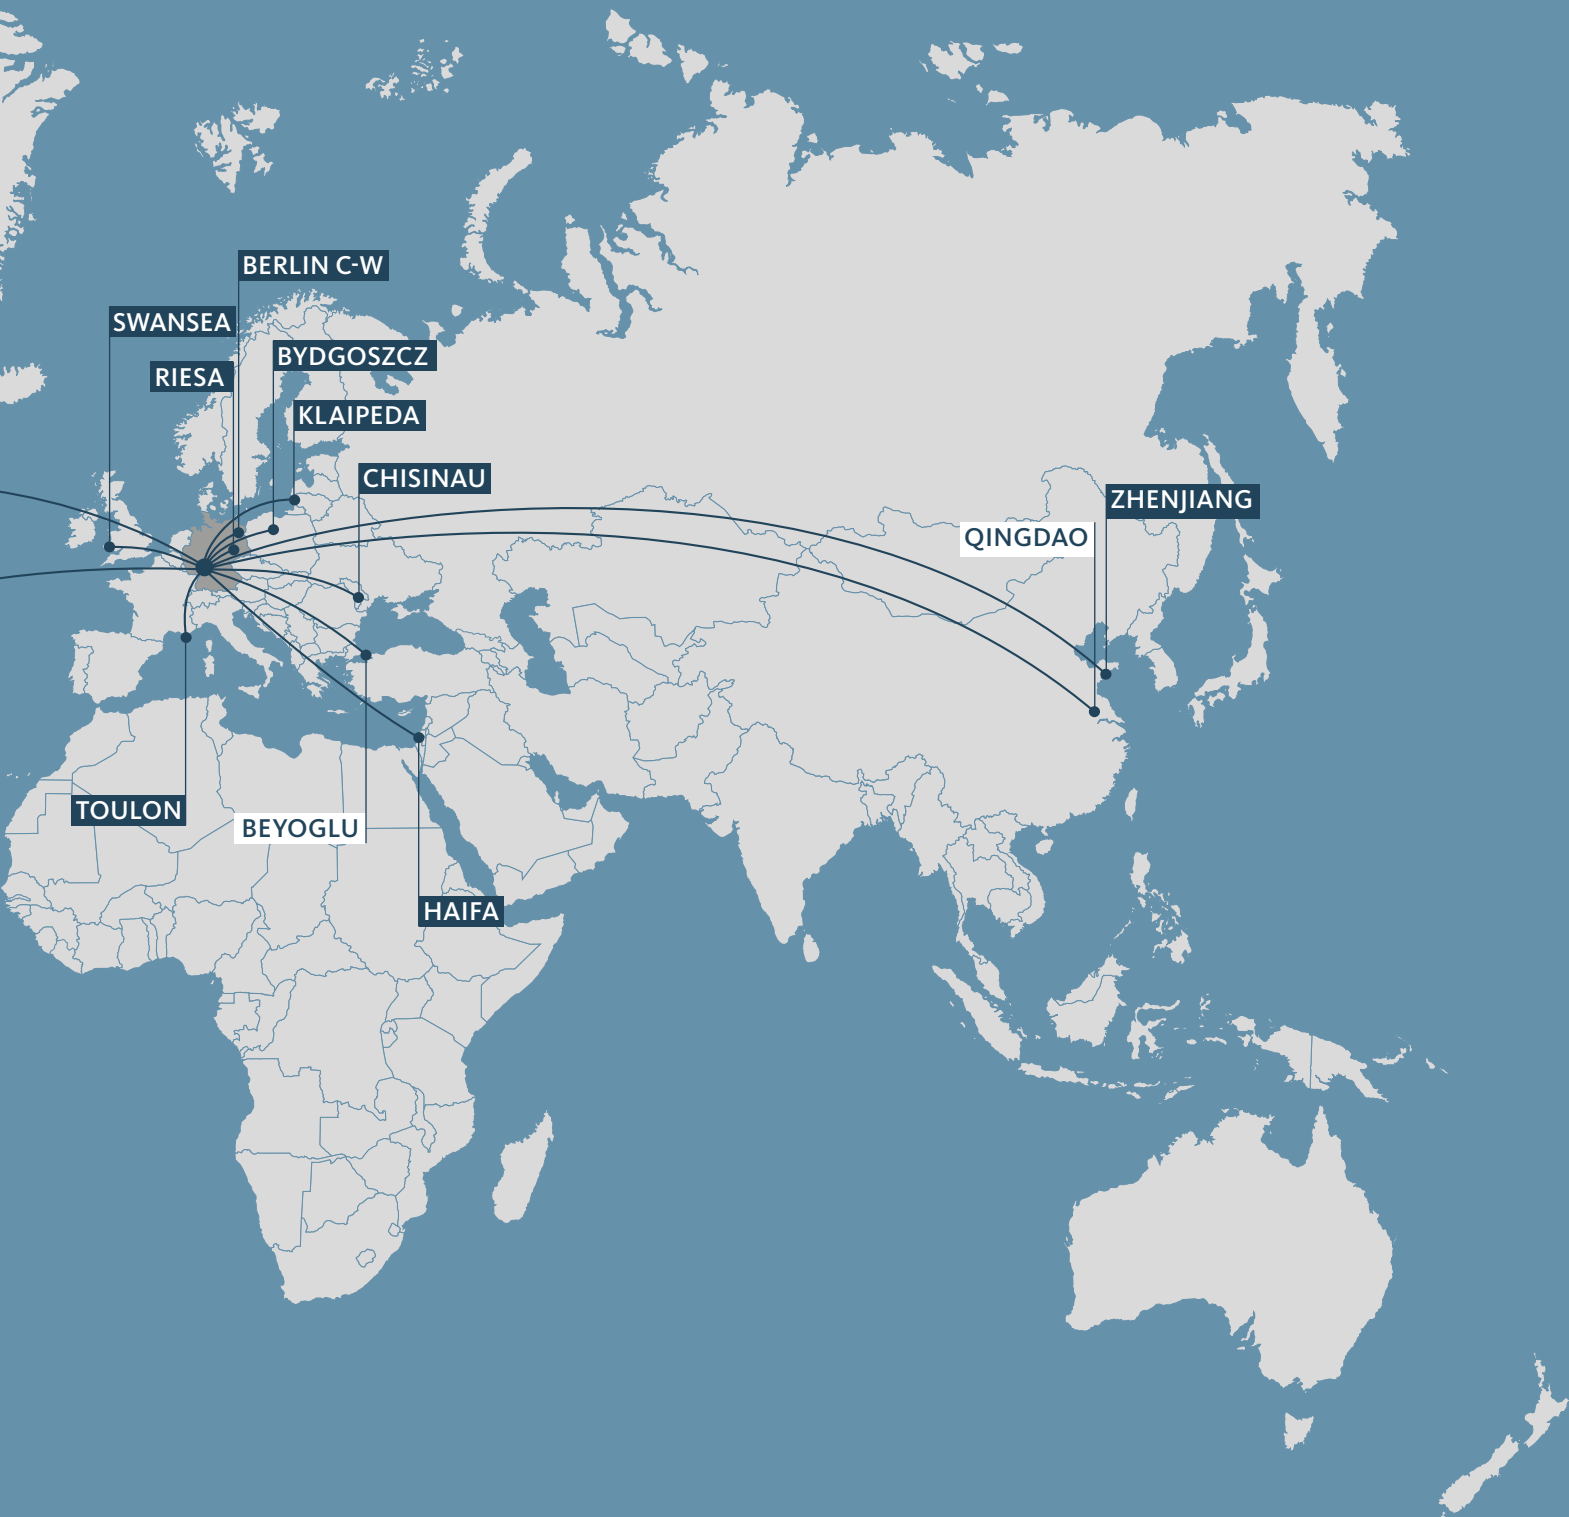 BERLIN C-W
SWANSEA
BYDGOSZCZ
RIESA
KLAIPEDA
CHISINAU
ZHENJIANG
QINGDAO
TOULON
BEYOGLU
HAIFA